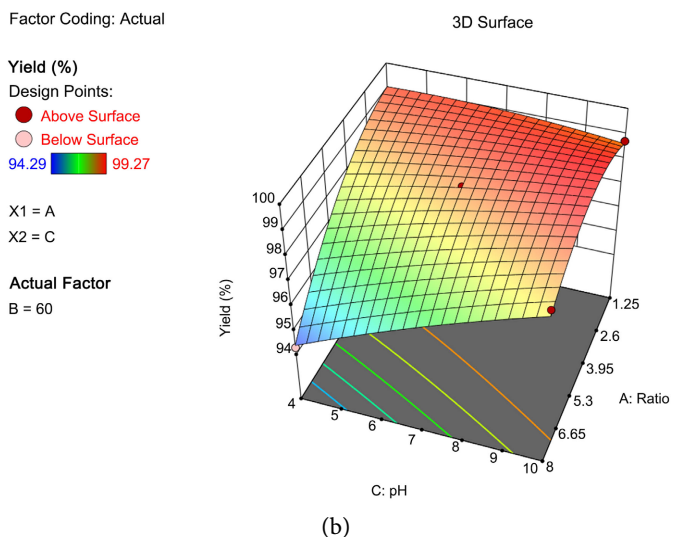 Factor Coding: Actual
3D Surface
Yield (%)
Design Points:
Above Surface
Below Surface
94.29 99.27
X1 = A
X2 = C
Actual Factor
B = 60
100
99
98
97
96
95
94
Yield (%)
4
5
6
7
8
9
10
C: pH
1.25
2.6
3.95
5.3
6.65
8
A: Ratio
(b)